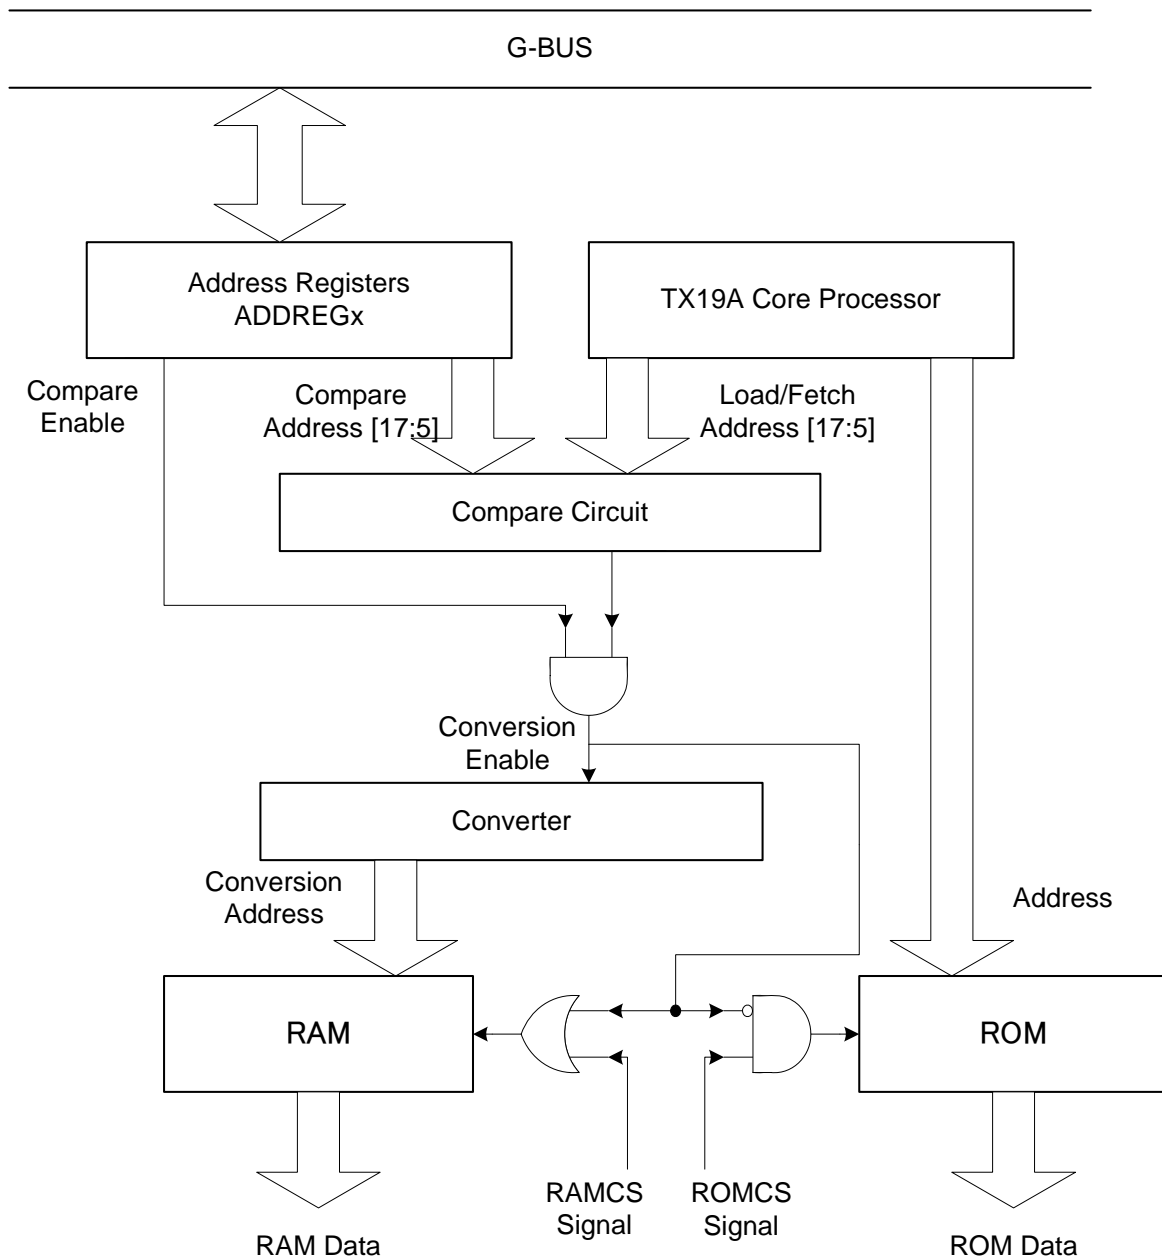 G-BUS
Address Registers
ADDREGx
TX19A Core Processor
Compare
Enable
Compare
Address [17:5]
Load/Fetch
Address [17:5]
Compare Circuit
Conversion
Enable
Converter
Conversion
Address
Address
RAM
ROM
RAMCS
Signal
ROMCS
Signal
RAM Data
ROM Data